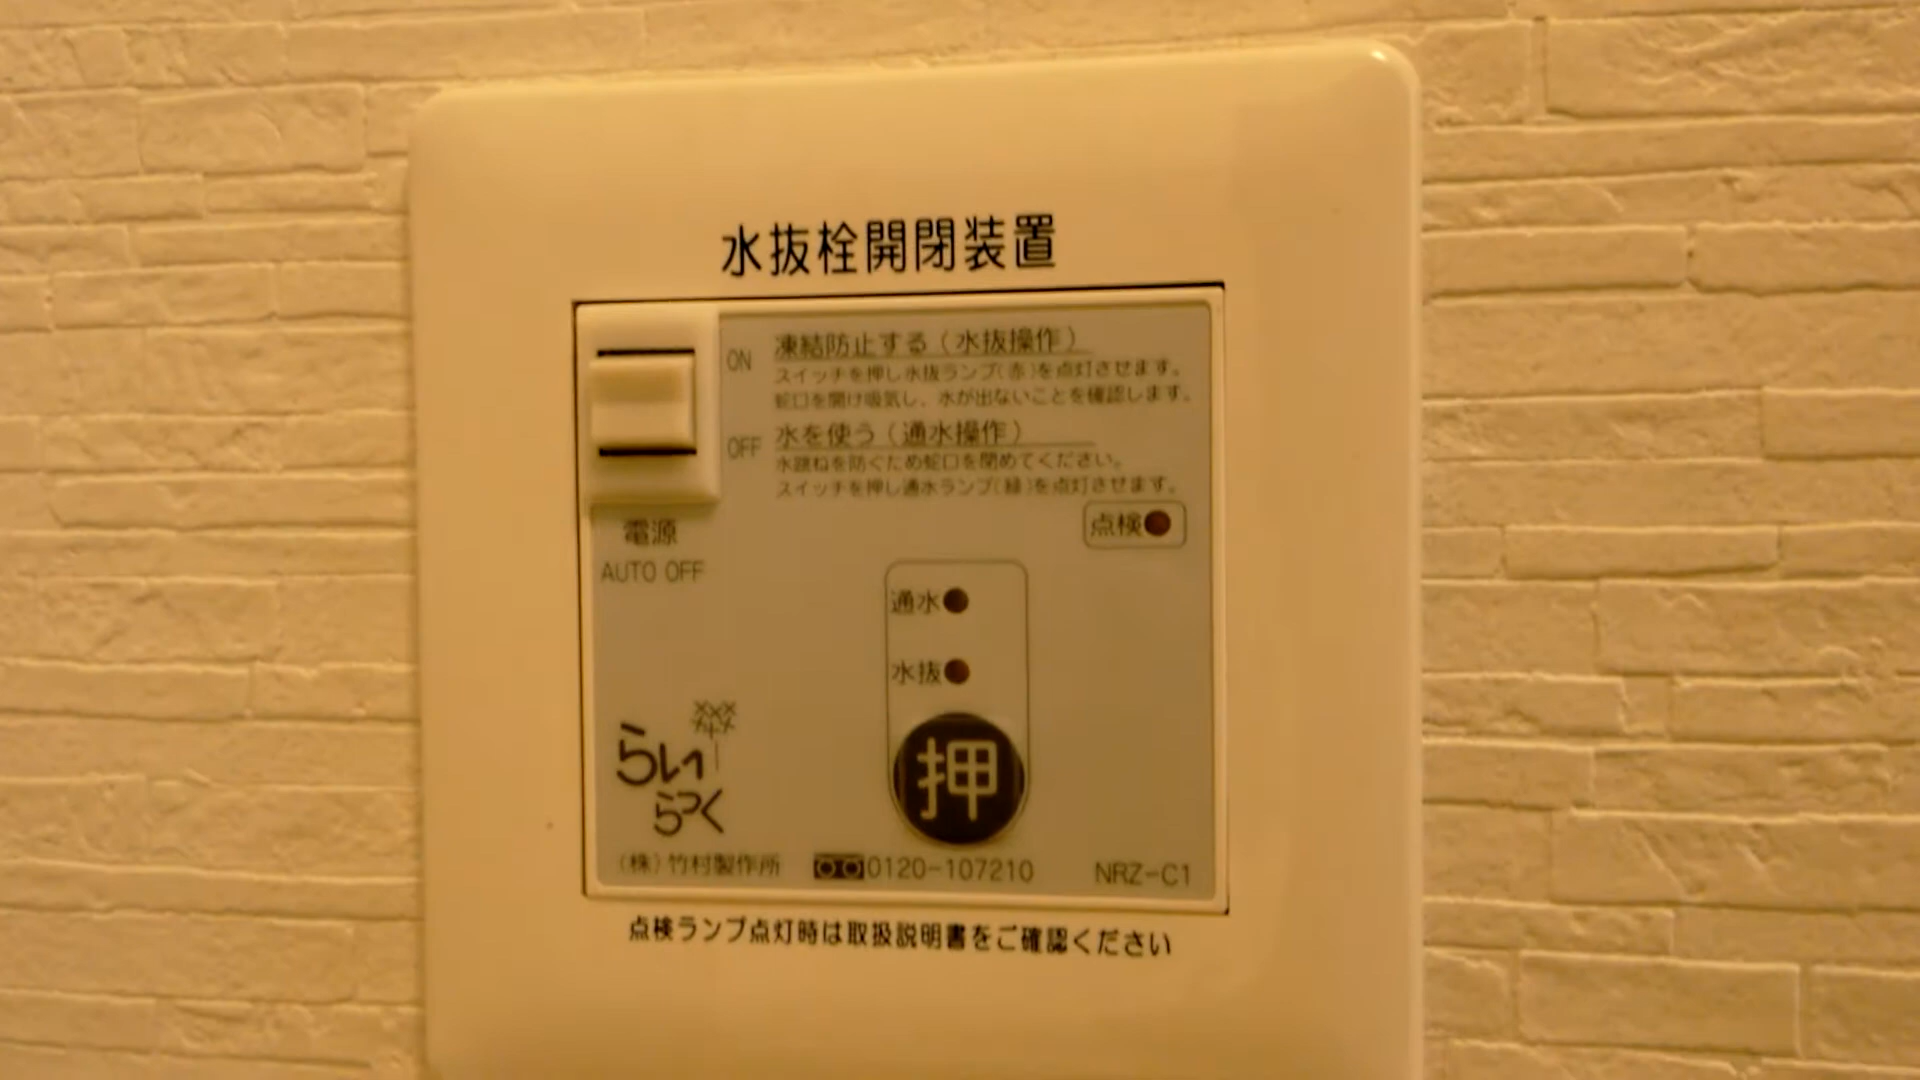 水抜栓開閉装置
ON
凍結防止する（水抜操作）
スイッチを押し水抜ランプ（赤）を点灯させます。
蛇口を開け吸気し、水が出ないことを確認します。
OFF
水を使う（通水操作）
水跳ねを防ぐため蛇口を閉めてください。
スイッチを押し通水ランプ（緑）を点灯させます。
電源
AUTO OFF
点検
通水
水抜
押
らいらっく
（株）竹村製作所
0120-107210
NRZ-C1
点検ランプ点灯時は取扱説明書をご確認ください